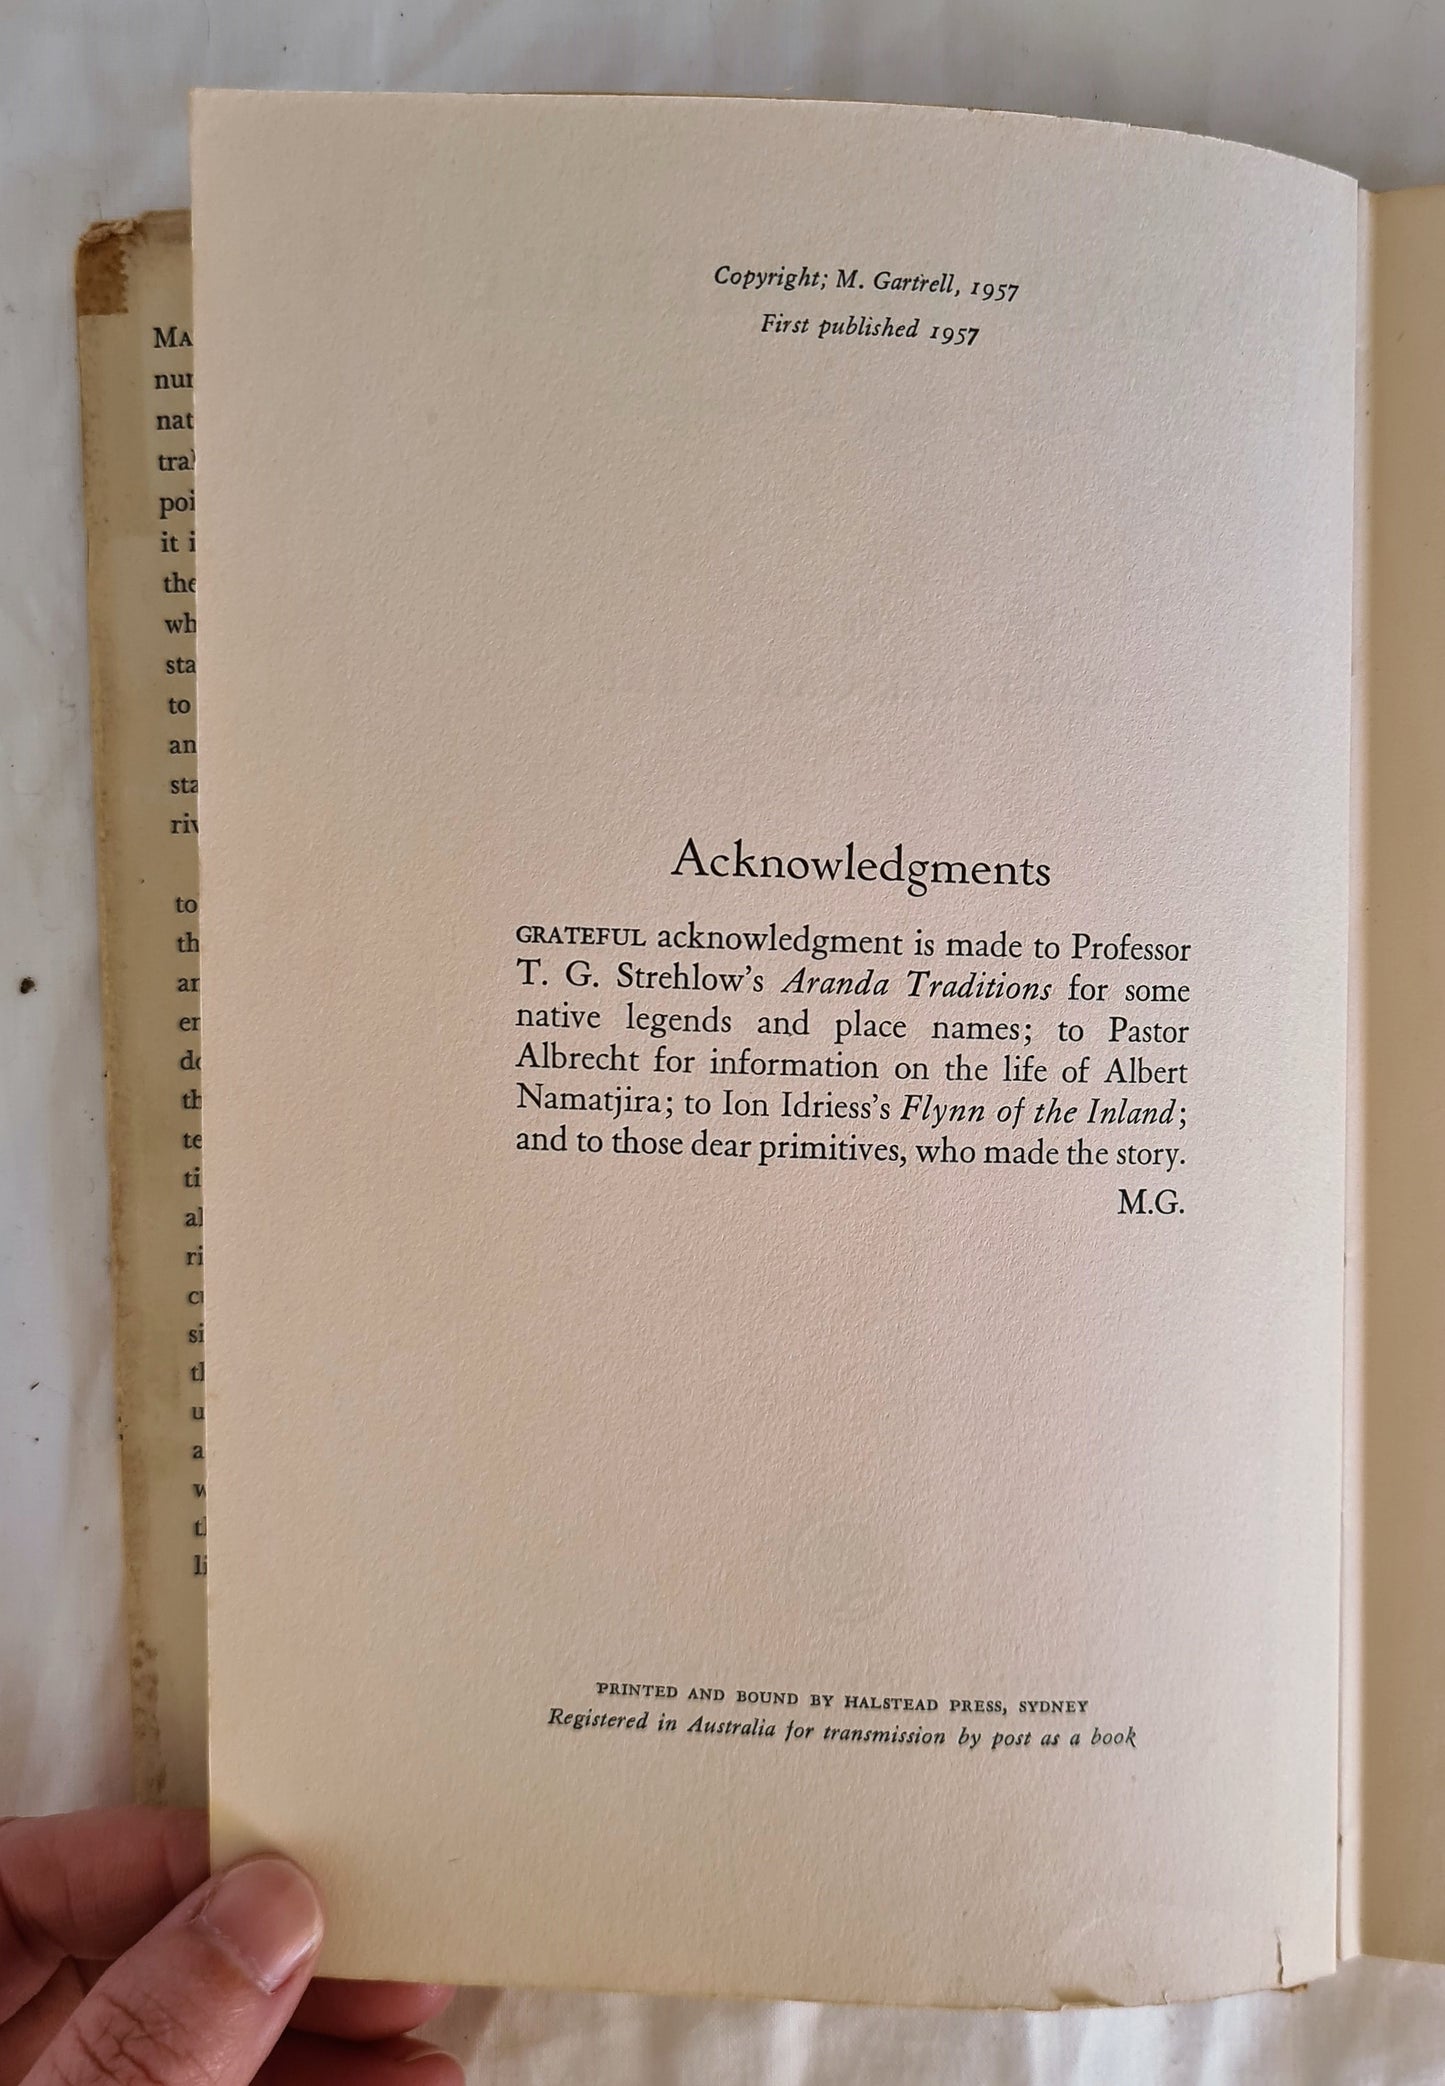 Copyright; M. Gartrell, 1957
First published 1957
Acknowledgments
GRATEFUL acknowledgment is made to Professor
T. G. Strehlow's Aranda Traditions for some
native legends and place names; to Pastor
Albrecht for information on the life of Albert
Namatjira; to Ion Idriess's Flynn of the Inland;
and to those dear primitives, who made the story.
M.G.
PRINTED AND BOUND BY HALSTEAD PRESS, SYDNEY
Registered in Australia for transmission by post as a book